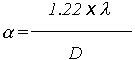 α = 1.22 x λ / D